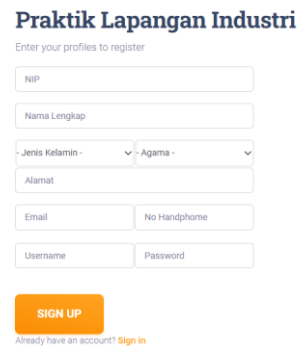 Praktik Lapangan Industri
Enter your profiles to register
NIP
Nama Lengkap
- Jenis Kelamin - - Agama -
Alamat
Email No Handphome
Username Password
SIGN UP
Already have an account? Sign in